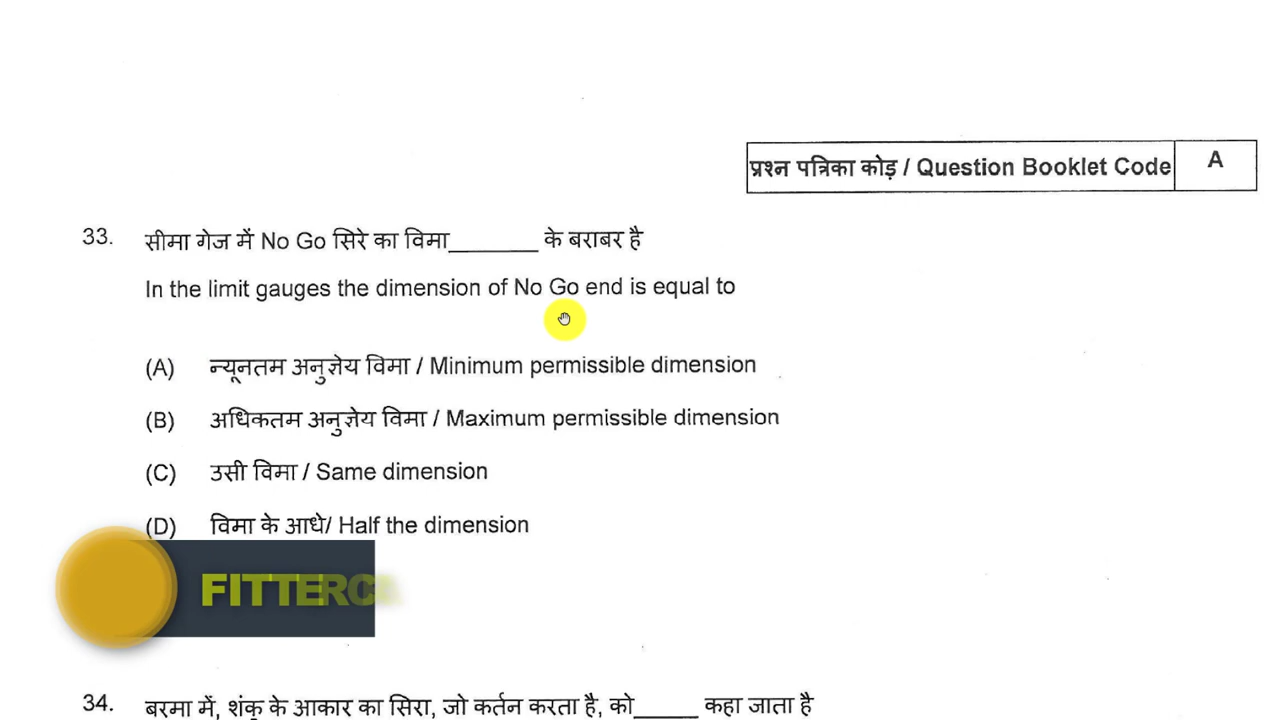 प्रश्न पत्रिका कोड़ / Question Booklet Code A
33. सीमा गेज में No Go सिरे का विमा_______ के बराबर है
In the limit gauges the dimension of No Go end is equal to
(A) न्यूनतम अनुज्ञेय विमा / Minimum permissible dimension
(B) अधिकतम अनुज्ञेय विमा / Maximum permissible dimension
(C) उसी विमा / Same dimension
(D) विमा के आधे/ Half the dimension
FITTER
34. बरमा में, शंकु के आकार का सिरा, जो कर्तन करता है, को_____ कहा जाता है